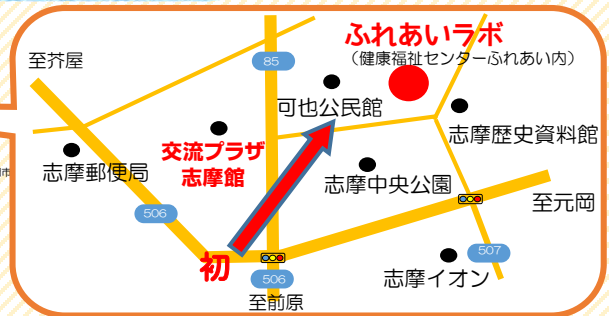 ふれあいラボ
（健康福祉センターふれあい内）
至芥屋
85
可也公民館
志摩歴史資料館
交流プラザ
志摩館
志摩郵便局
志摩中央公園
至元岡
506
初
506
507
志摩イオン
至前原